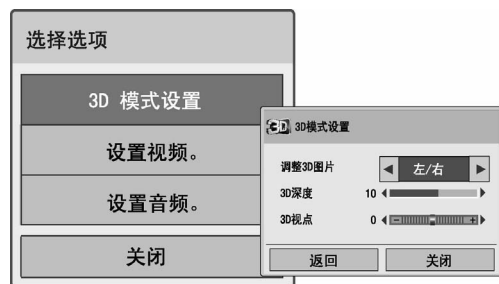 选择选项
3D 模式设置
设置视频。
设置音频。
关闭
3D 3D模式设置
调整3D图片 ◀ 左/右 ▶
3D深度 10
3D视点 0 - +
返回 关闭